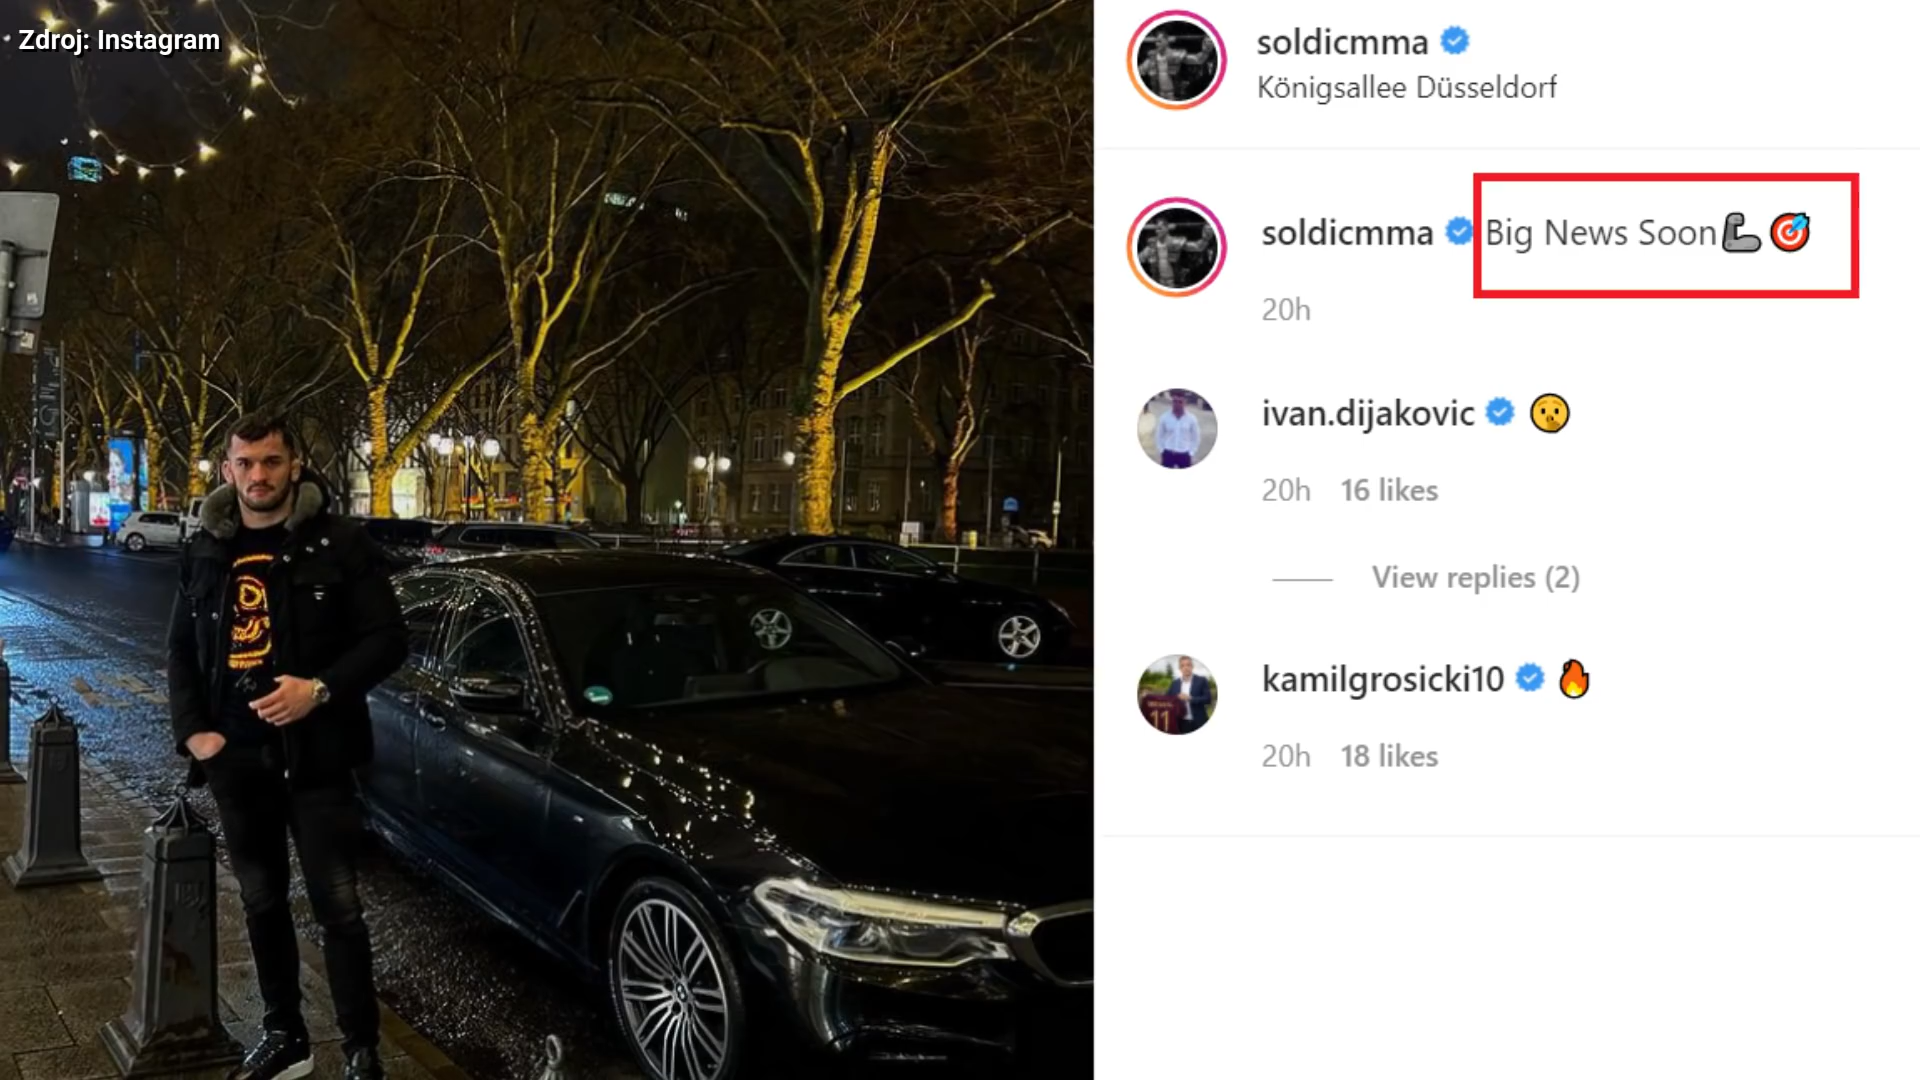 Zdroj: Instagram
soldicmma
Königsallee Düsseldorf
soldicmma Big News Soon🦾🎯
20h
ivan.dijakovic 🤫
20h 16 likes
View replies (2)
kamilgrosicki10 🔥
20h 18 likes
11